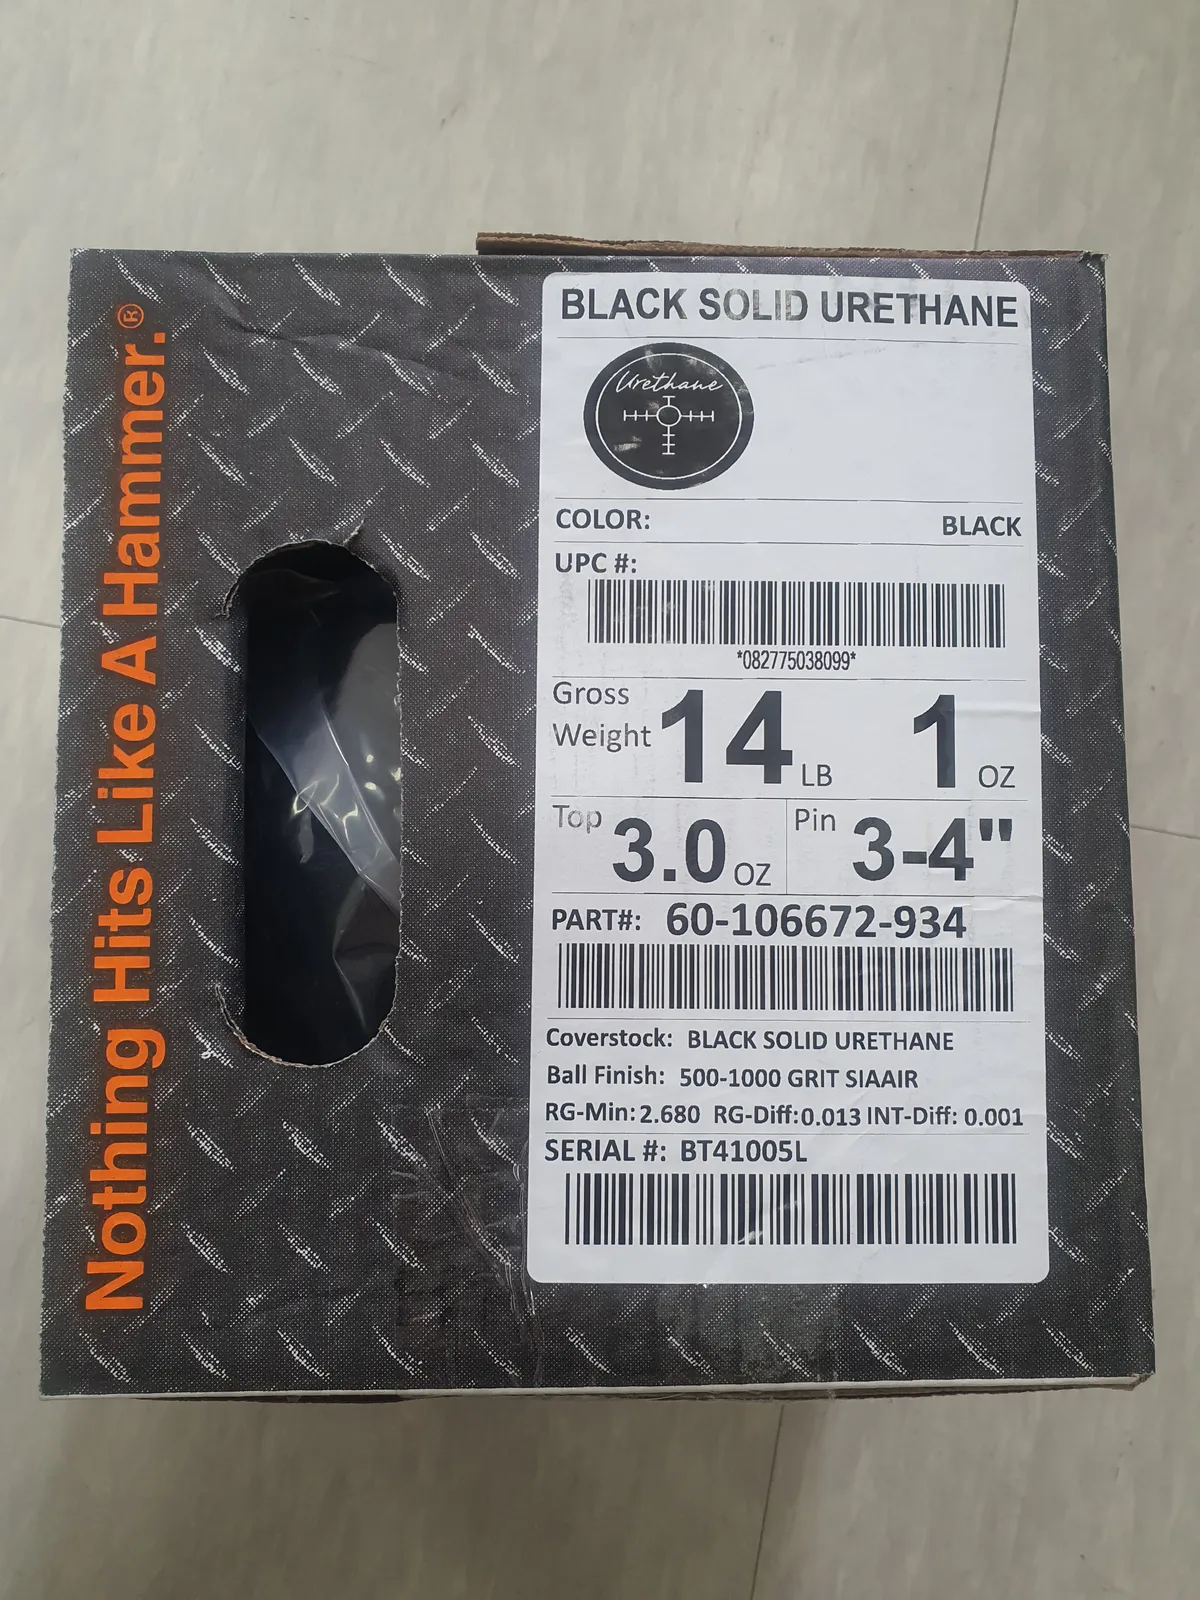 Nothing Hits Like A Hammer.®
BLACK SOLID URETHANE
Urethane
COLOR: BLACK
UPC #:
*082775038099*
Gross Weight 14 LB 1 OZ
Top 3.0 OZ Pin 3-4"
PART#: 60-106672-934
Coverstock: BLACK SOLID URETHANE
Ball Finish: 500-1000 GRIT SIAAIR
RG-Min: 2.680 RG-Diff: 0.013 INT-Diff: 0.001
SERIAL #: BT41005L